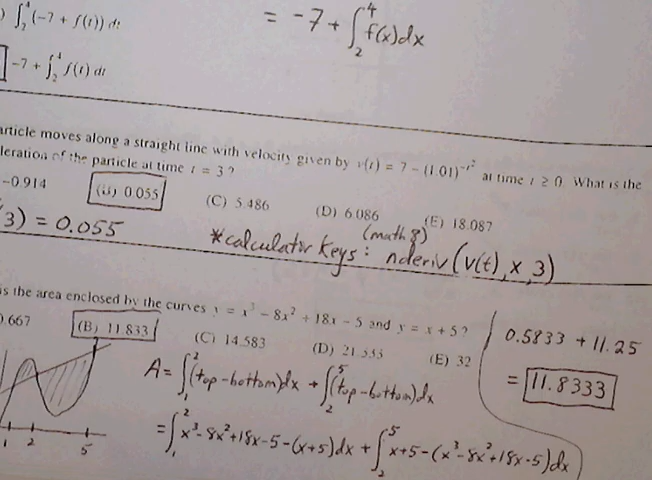 ) ∫₂⁴(-7 + f(t)) dt
= -7 + ∫₂⁴ f(x)dx
-7 + ∫₂⁴ f(t) dt
article moves along a straight line with velocity given by v(t) = 7 - (1.01)^{-t²} at time t ≥ 0. What is the
leration of the particle at time t = 3?
-0.914 (B) 0.055 (C) 5.486 (D) 6.086 (E) 18.087
3) = 0.055
(math 8)
*calculator keys: nderiv(v(t), x, 3)
is the area enclosed by the curves y = x³ - 8x² + 18x - 5 and y = x + 5?
0.667 (B) 11.833 (C) 14.583 (D) 21.333 (E) 32
0.5833 + 11.25
= 11.8333
A = ∫₁²(top-bottom)dx + ∫₂⁵(top-bottom)dx
= ∫₁² x³-8x²+18x-5-(x+5)dx + ∫₂⁵ x+5-(x³-8x²+18x-5)dx
1 2 5